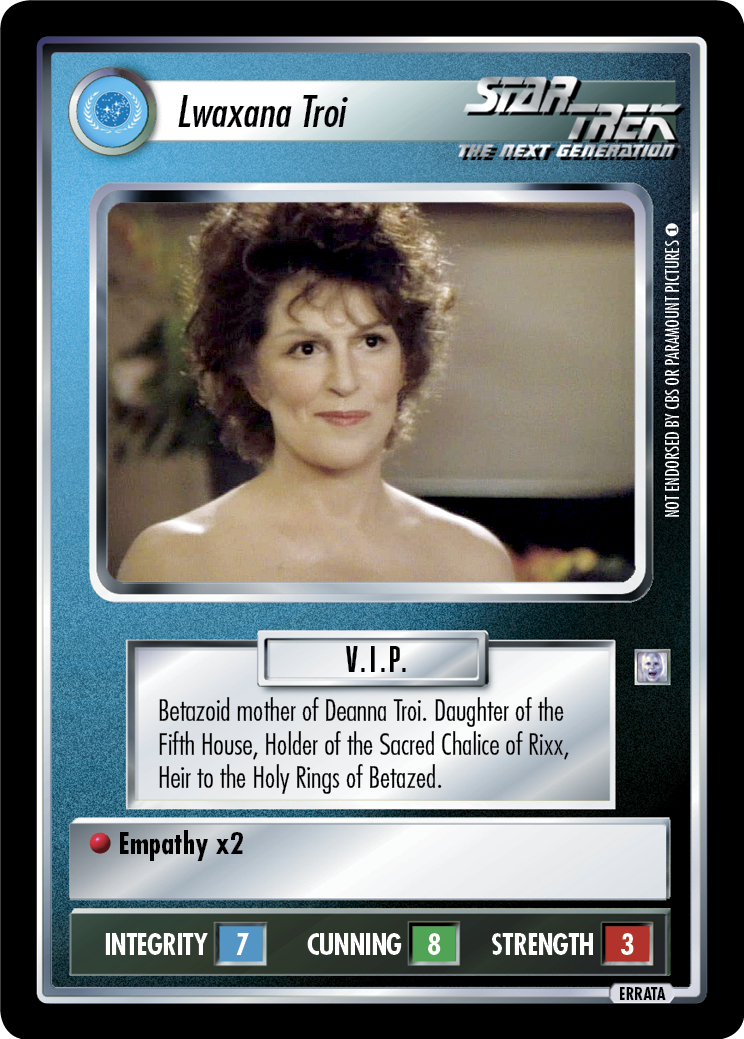 Lwaxana Troi
STAR
TREK
THE NEXT GENERATION
NOT ENDORSED BY CBS OR PARAMOUNT PICTURES 1
V.I.P.
Betazoid mother of Deanna Troi. Daughter of the
Fifth House, Holder of the Sacred Chalice of Rixx,
Heir to the Holy Rings of Betazed.
Empathy x2
INTEGRITY 7 CUNNING 8 STRENGTH 3
ERRATA